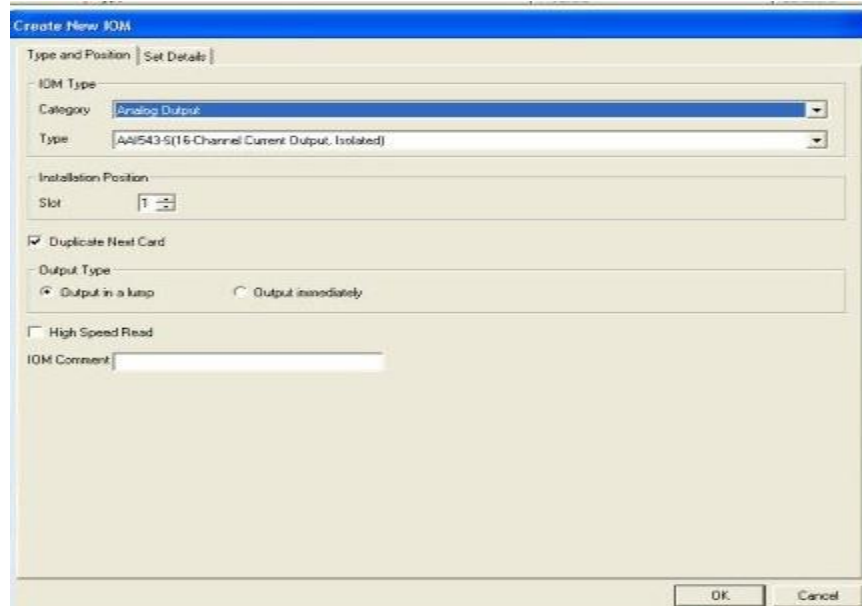 Create New IOM
Type and Position Set Details
IOM Type
Category Analog Output
Type AAI543-S(16-Channel Current Output, Isolated)
Installation Position
Slot 1
Duplicate Next Card
Output Type
Output in a lump Output immediately
High Speed Read
IOM Comment
OK Cancel